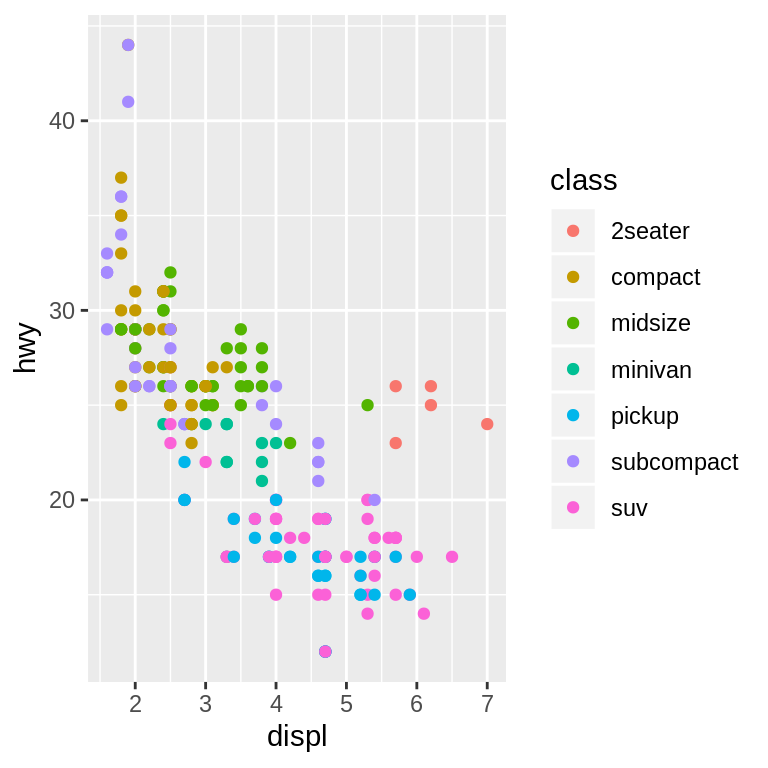 40
30
20
hwy
2 3 4 5 6 7
displ
class
2seater
compact
midsize
minivan
pickup
subcompact
suv